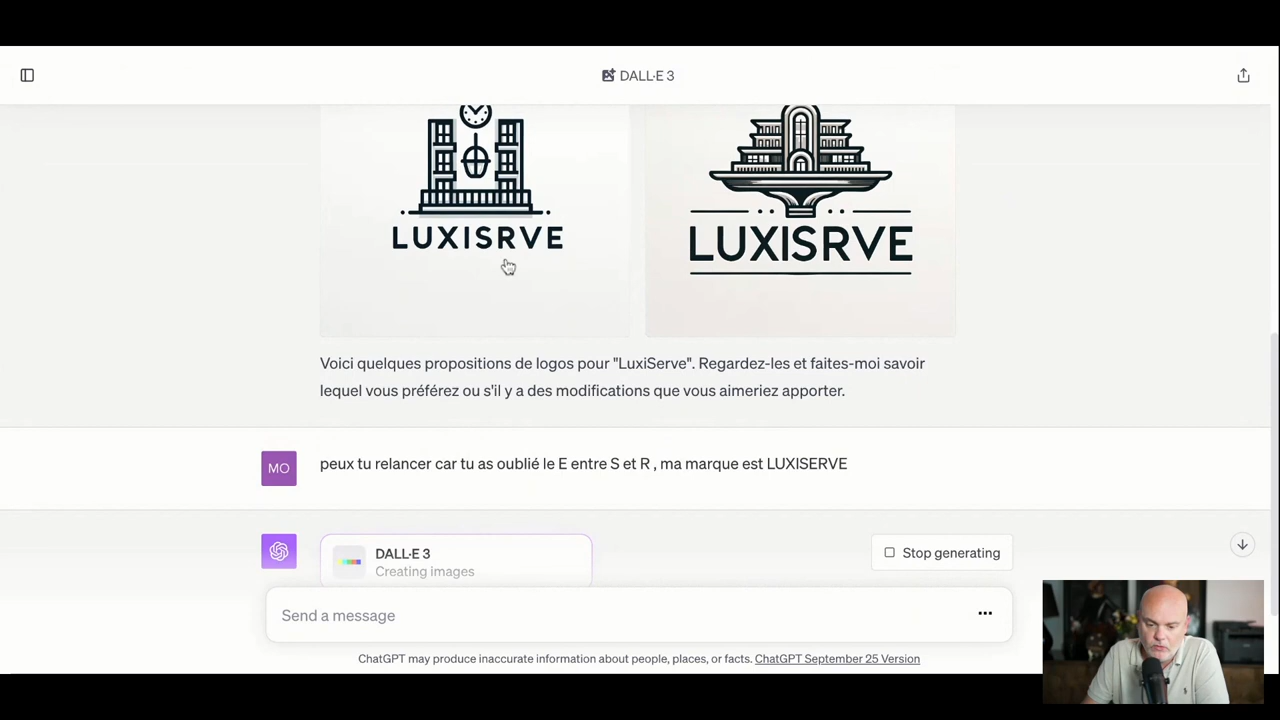 DALL·E 3
LUXISRVE
LUXISRVE
Voici quelques propositions de logos pour "LuxiServe". Regardez-les et faites-moi savoir
lequel vous préférez ou s'il y a des modifications que vous aimeriez apporter.
MO
peux tu relancer car tu as oublié le E entre S et R , ma marque est LUXISERVE
DALL·E 3
Creating images
Stop generating
Send a message
ChatGPT may produce inaccurate information about people, places, or facts. ChatGPT September 25 Version